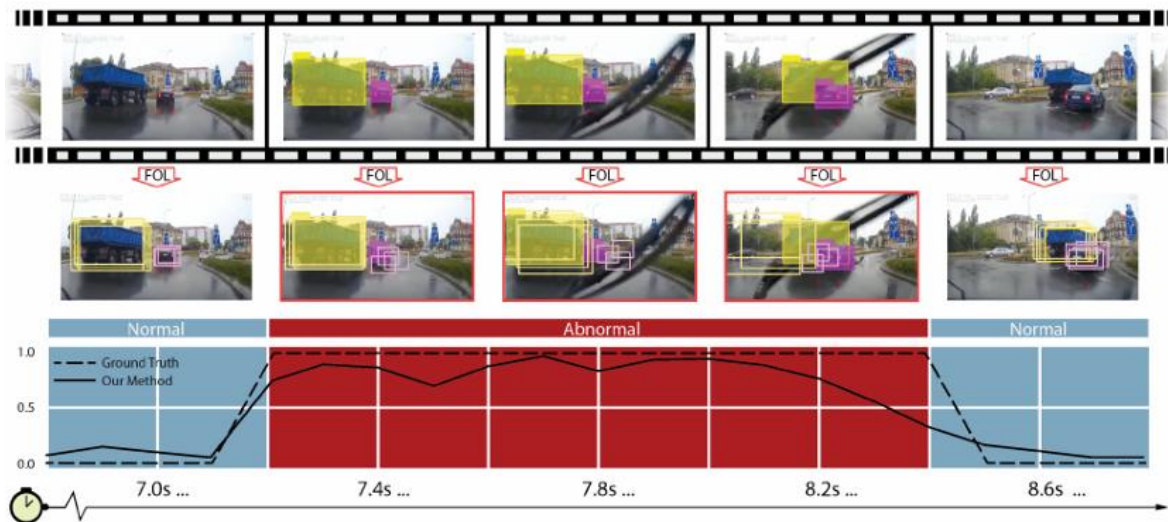 FOL FOL FOL FOL FOL
Normal Abnormal Normal
1.0
Ground Truth
Our Method
0.5
0.0
7.0s ... 7.4s ... 7.8s ... 8.2s ... 8.6s ...